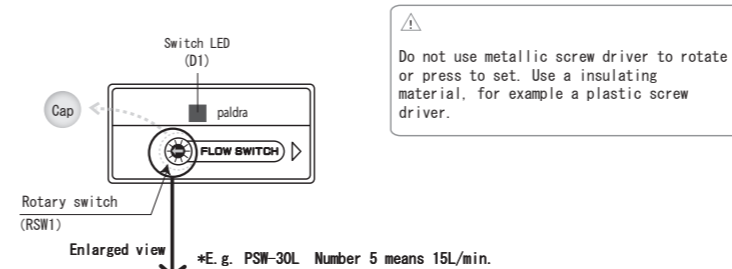 Switch LED
(D1)
Cap
paldra
FLOW SWITCH
Rotary switch
(RSW1)
Enlarged view
*E.g. PSW-30L Number 5 means 15L/min.
Do not use metallic screw driver to rotate
or press to set. Use a insulating
material, for example a plastic screw
driver.